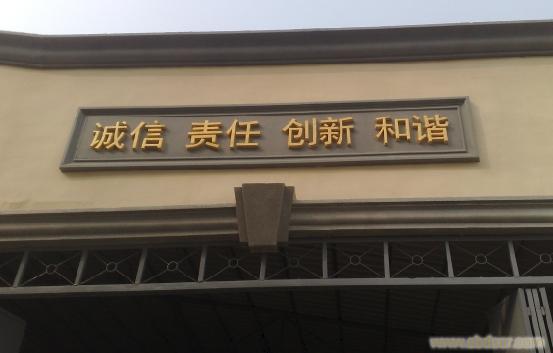 诚信 责任 创新 和谐